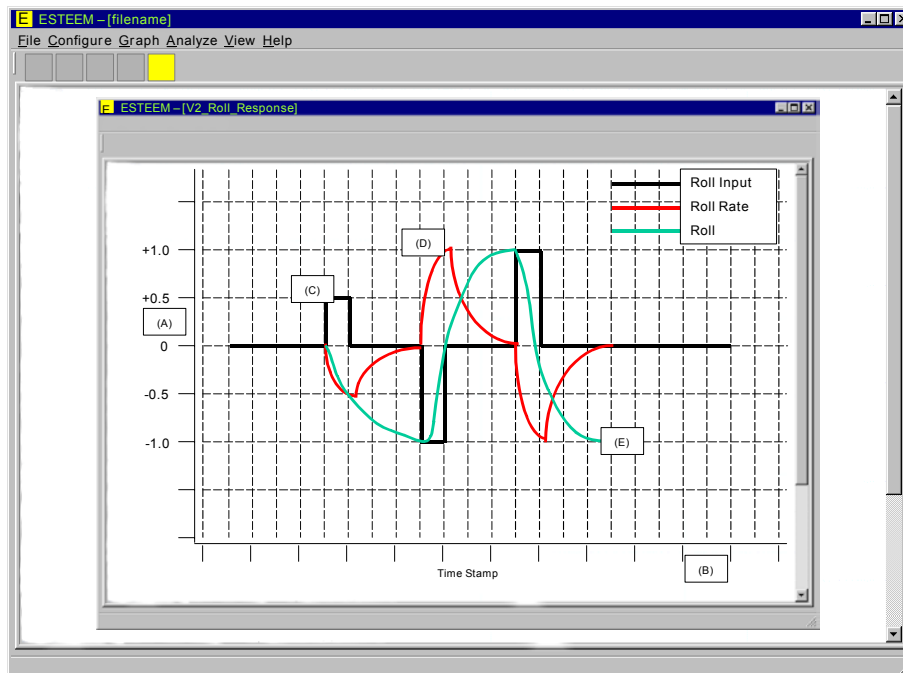 E ESTEEM – [filename]
File Configure Graph Analyze View Help
E ESTEEM –[V2_Roll_Response]
Roll Input
Roll Rate
Roll
(D)
+1.0
(C)
+0.5
(A)
0
-0.5
-1.0
(E)
(B)
Time Stamp